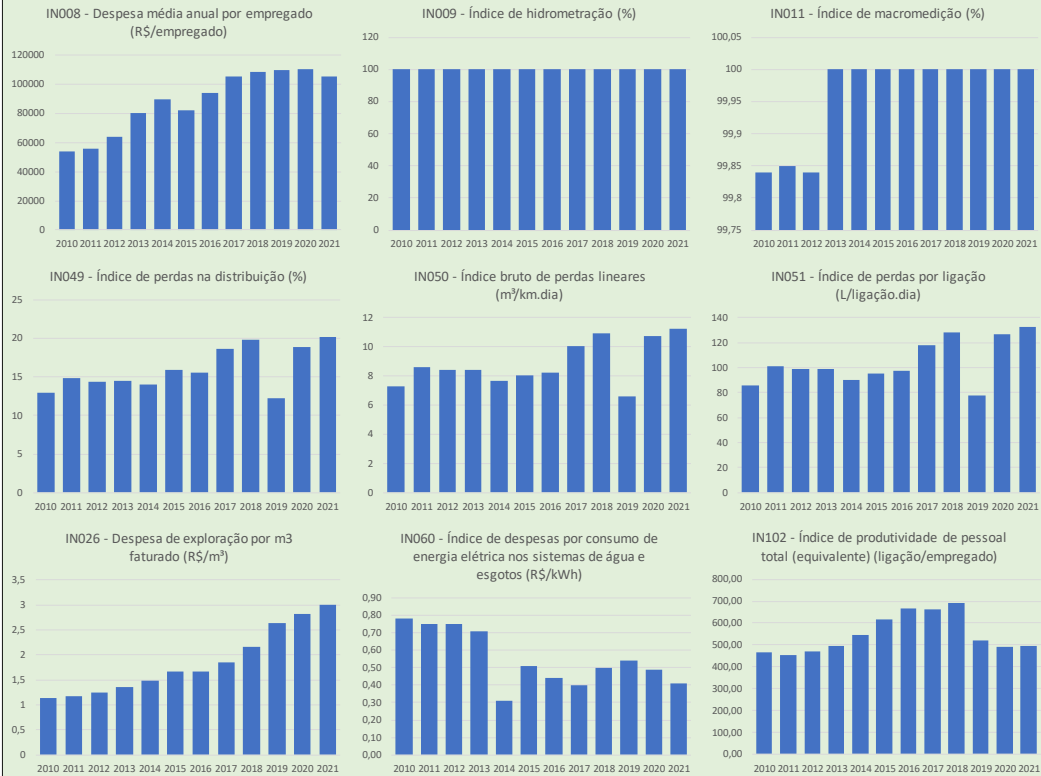 IN008 - Despesa média anual por empregado
(R$/empregado)
120000
100000
80000
60000
40000
20000
0
2010 2011 2012 2013 2014 2015 2016 2017 2018 2019 2020 2021
IN009 - Índice de hidrometração (%)
120
100
80
60
40
20
0
2010 2011 2012 2013 2014 2015 2016 2017 2018 2019 2020 2021
IN011 - Índice de macromedição (%)
100,05
100
99,95
99,9
99,85
99,8
99,75
2010 2011 2012 2013 2014 2015 2016 2017 2018 2019 2020 2021
IN049 - Índice de perdas na distribuição (%)
25
20
15
10
5
0
2010 2011 2012 2013 2014 2015 2016 2017 2018 2019 2020 2021
IN050 - Índice bruto de perdas lineares
(m³/km.dia)
12
10
8
6
4
2
0
2010 2011 2012 2013 2014 2015 2016 2017 2018 2019 2020 2021
IN051 - Índice de perdas por ligação
(L/ligação.dia)
140
120
100
80
60
40
20
0
2010 2011 2012 2013 2014 2015 2016 2017 2018 2019 2020 2021
IN026 - Despesa de exploração por m3
faturado (R$/m³)
3,5
3
2,5
2
1,5
1
0,5
0
2010 2011 2012 2013 2014 2015 2016 2017 2018 2019 2020 2021
IN060 - Índice de despesas por consumo de
energia elétrica nos sistemas de água e
esgotos (R$/kWh)
0,90
0,80
0,70
0,60
0,50
0,40
0,30
0,20
0,10
0,00
2010 2011 2012 2013 2014 2015 2016 2017 2018 2019 2020 2021
IN102 - Índice de produtividade de pessoal
total (equivalente) (ligação/empregado)
800,00
700,00
600,00
500,00
400,00
300,00
200,00
100,00
0,00
2010 2011 2012 2013 2014 2015 2016 2017 2018 2019 2020 2021